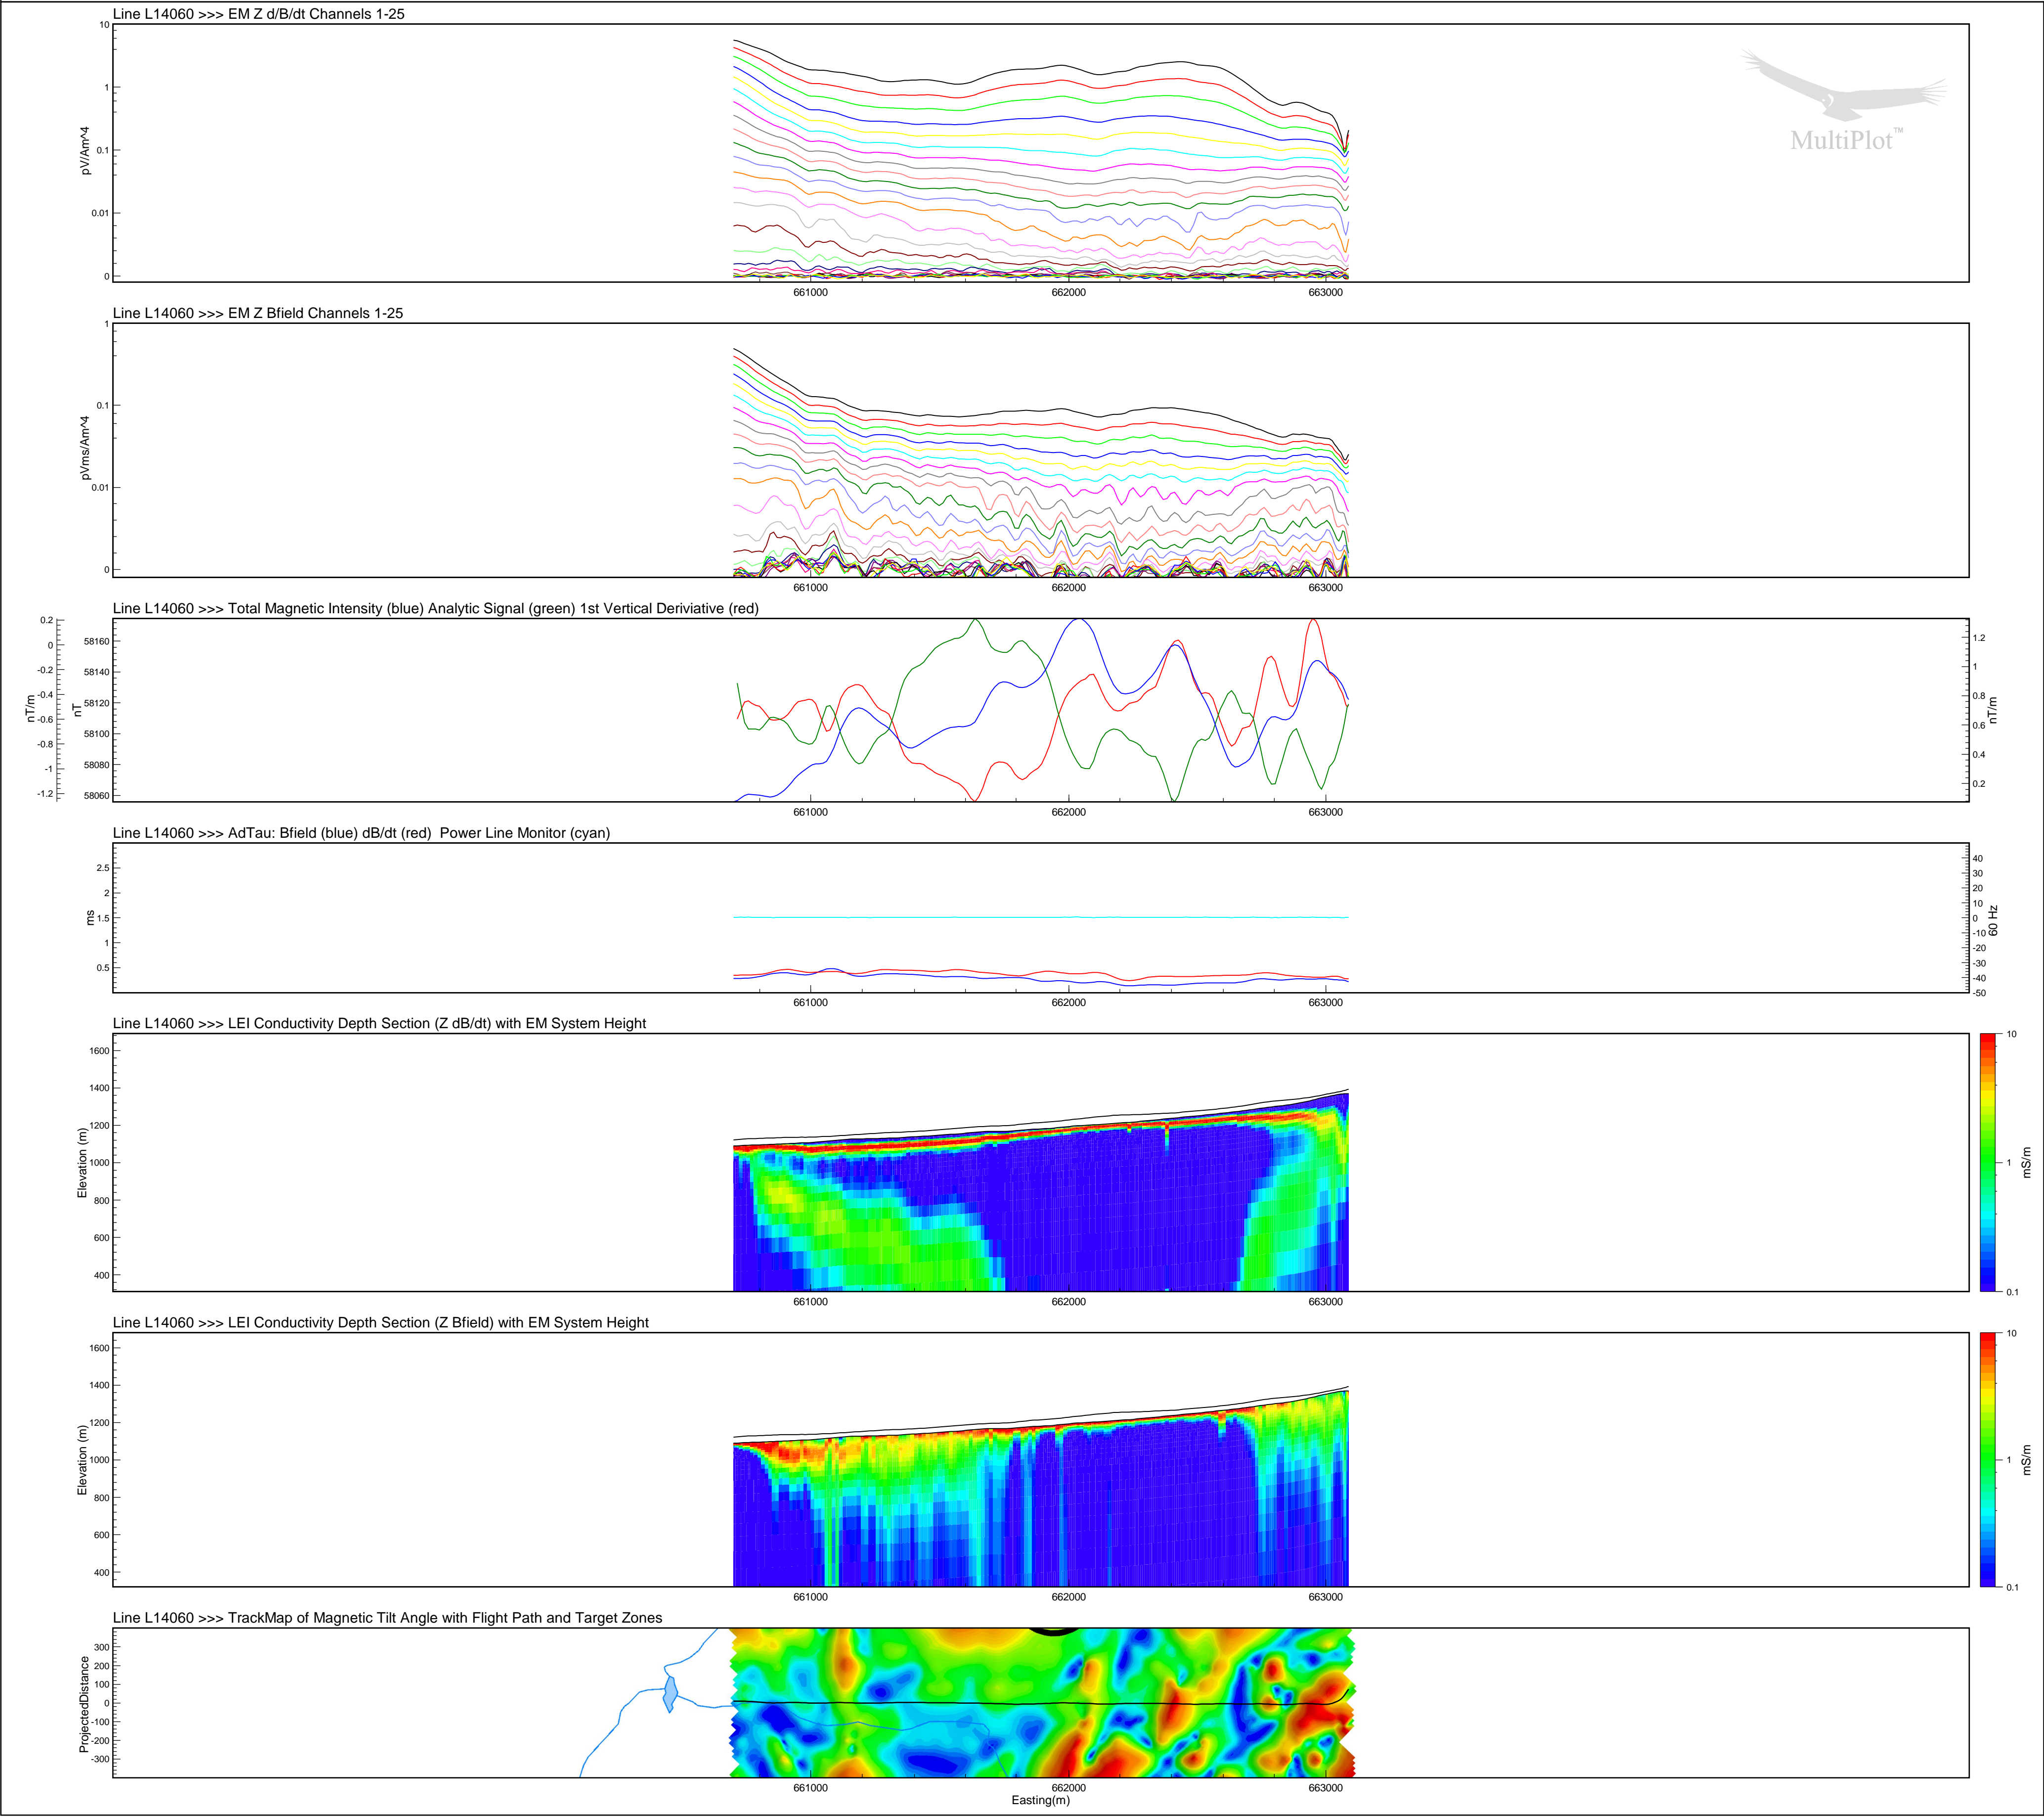 Line L14060 >>> EM Z d/B/dt Channels 1-25
10
1
0.1
0.01
0
pV/Am^4
661000 662000 663000
MultiPlot™
Line L14060 >>> EM Z Bfield Channels 1-25
1
0.1
0.01
0
pVms/Am^4
661000 662000 663000
Line L14060 >>> Total Magnetic Intensity (blue) Analytic Signal (green) 1st Vertical Deriviative (red)
0.2
0
-0.2
-0.4
-0.6
-0.8
-1
-1.2
nT/m
58160
58140
58120
58100
58080
58060
nT
1.2
1
0.8
0.6
0.4
0.2
nT/m
661000 662000 663000
Line L14060 >>> AdTau: Bfield (blue) dB/dt (red) Power Line Monitor (cyan)
2.5
2
1.5
1
0.5
ms
40
30
20
10
0
-10
-20
-30
-40
-50
60 Hz
661000 662000 663000
Line L14060 >>> LEI Conductivity Depth Section (Z dB/dt) with EM System Height
1600
1400
1200
1000
800
600
400
Elevation (m)
10
1
0.1
mS/m
661000 662000 663000
Line L14060 >>> LEI Conductivity Depth Section (Z Bfield) with EM System Height
1600
1400
1200
1000
800
600
400
Elevation (m)
10
1
0.1
mS/m
661000 662000 663000
Line L14060 >>> TrackMap of Magnetic Tilt Angle with Flight Path and Target Zones
300
200
100
0
-100
-200
-300
ProjectedDistance
661000 662000 663000
Easting(m)